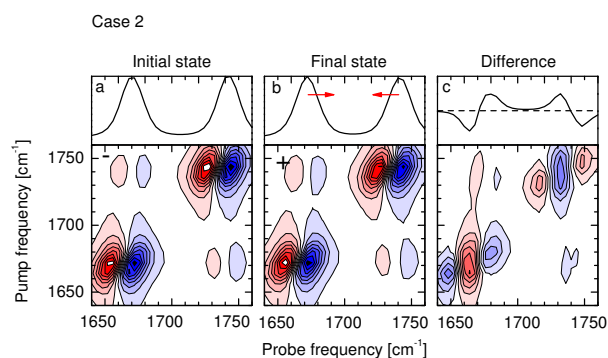 Case 2
Initial state Final state Difference
a b c
- +
1750
1700
1650
Pump frequency [cm⁻¹]
1650 1700 1750 1650 1700 1750 1650 1700 1750
Probe frequency [cm⁻¹]